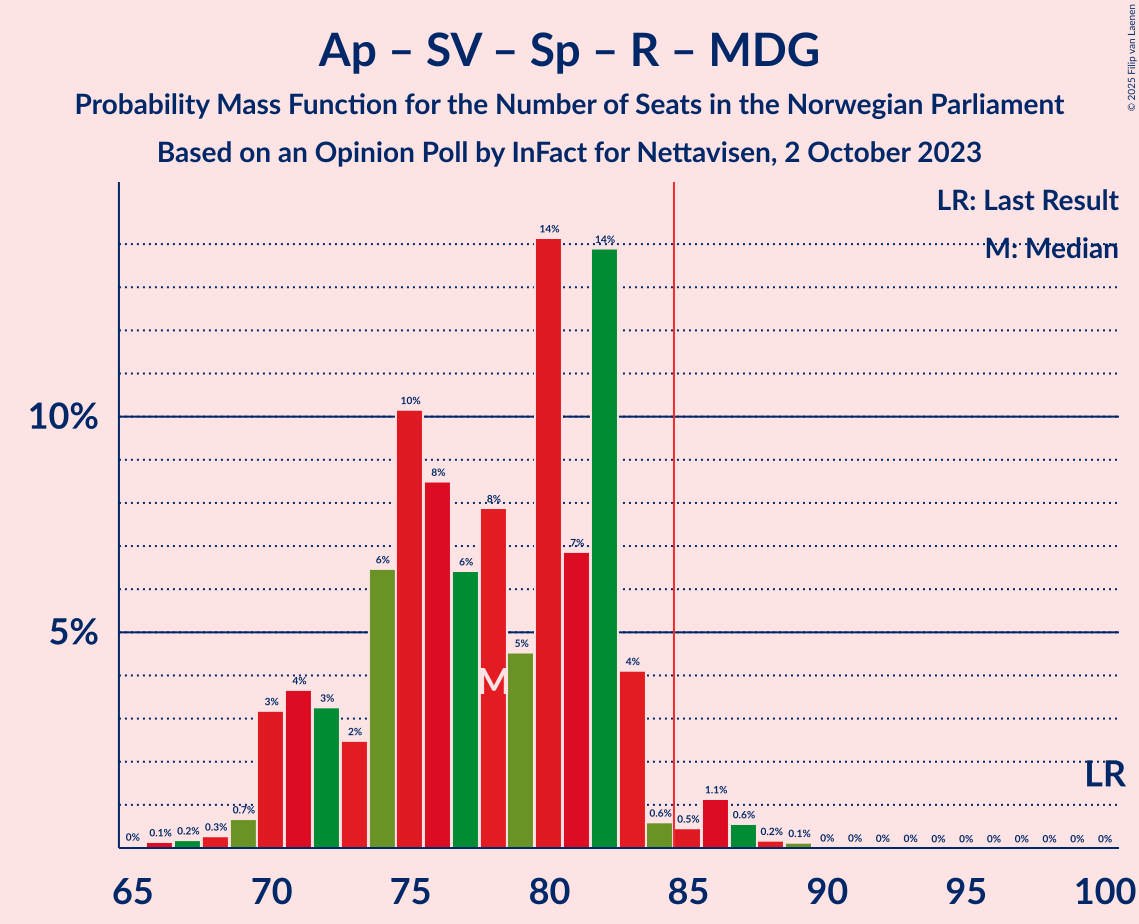 Ap – SV – Sp – R – MDG
Probability Mass Function for the Number of Seats in the Norwegian Parliament
Based on an Opinion Poll by InFact for Nettavisen, 2 October 2023
© 2025 Filip van Laenen
LR: Last Result
M: Median
10%
5%
0% 0.1% 0.2% 0.3% 0.7% 3% 4% 3% 2% 6% 10% 8% 6% 8% 5% 14% 7% 14% 4% 0.6% 0.5% 1.1% 0.6% 0.2% 0.1% 0% 0% 0% 0% 0% 0% 0% 0% 0% 0% 0%
M
LR
65 70 75 80 85 90 95 100